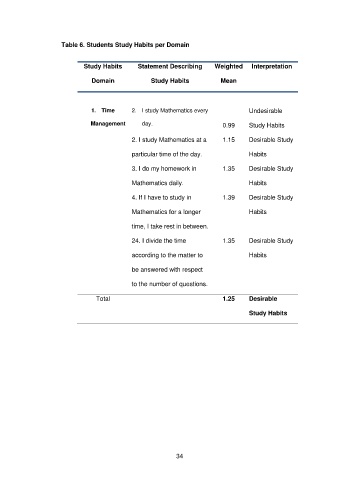 Table 6. Students Study Habits per Domain
Study Habits Statement Describing Weighted Interpretation
Domain Study Habits Mean
1. Time 2. I study Mathematics every Undesirable
Management day. 0.99 Study Habits
2. I study Mathematics at a 1.15 Desirable Study
particular time of the day. Habits
3. I do my homework in 1.35 Desirable Study
Mathematics daily. Habits
4. If I have to study in 1.39 Desirable Study
Mathematics for a longer Habits
time, I take rest in between.
24. I divide the time 1.35 Desirable Study
according to the matter to Habits
be answered with respect
to the number of questions.
Total 1.25 Desirable
Study Habits
34